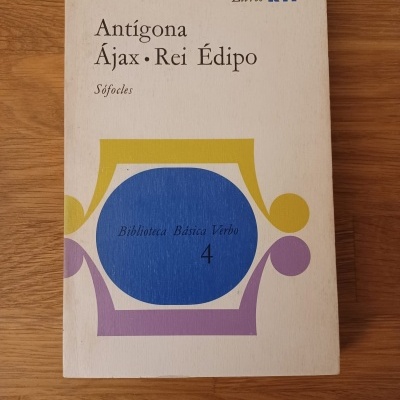 Antígona
Ájax • Rei Édipo
Sófocles
Biblioteca Básica Verbo
4